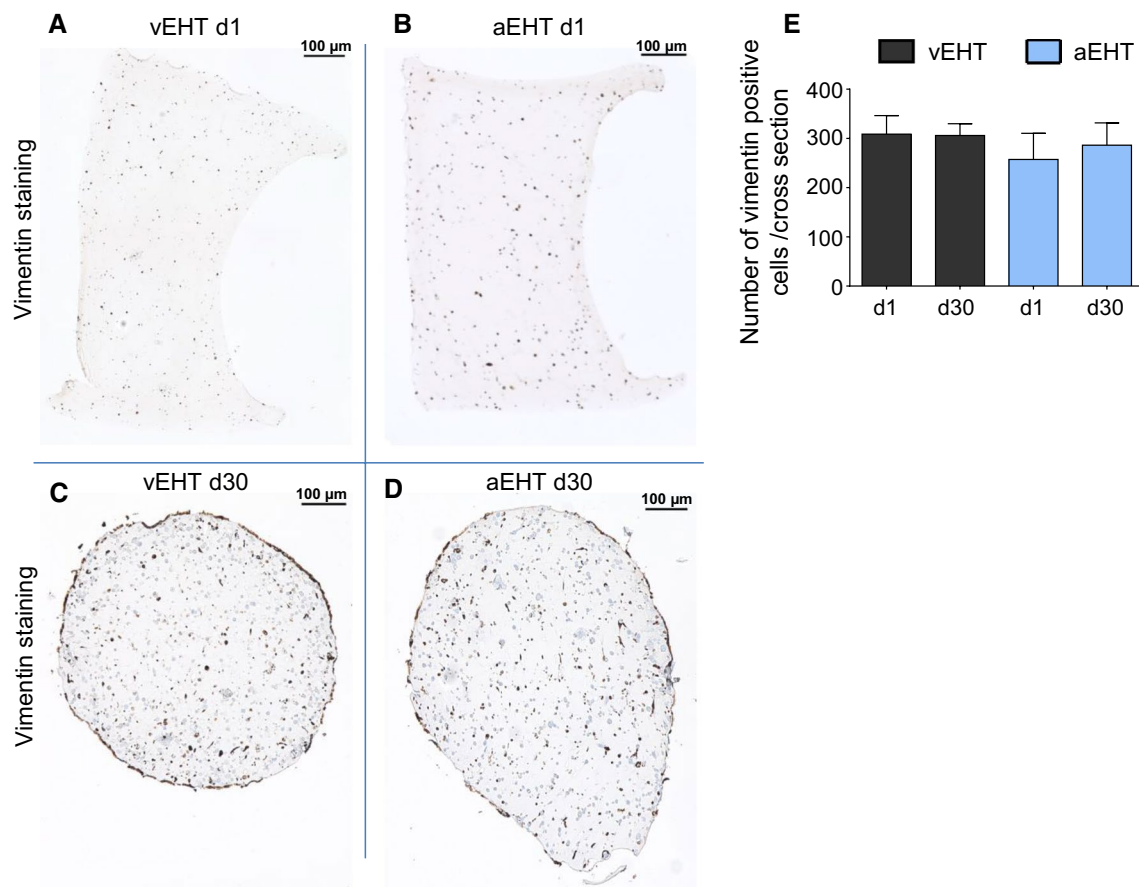 A
vEHT d1
100 µm
B
aEHT d1
100 µm
Vimentin staining
C
vEHT d30
100 µm
D
aEHT d30
100 µm
Vimentin staining
E
vEHT
aEHT
Number of vimentin positive
cells /cross section
400
300
200
100
0
d1
d30
d1
d30